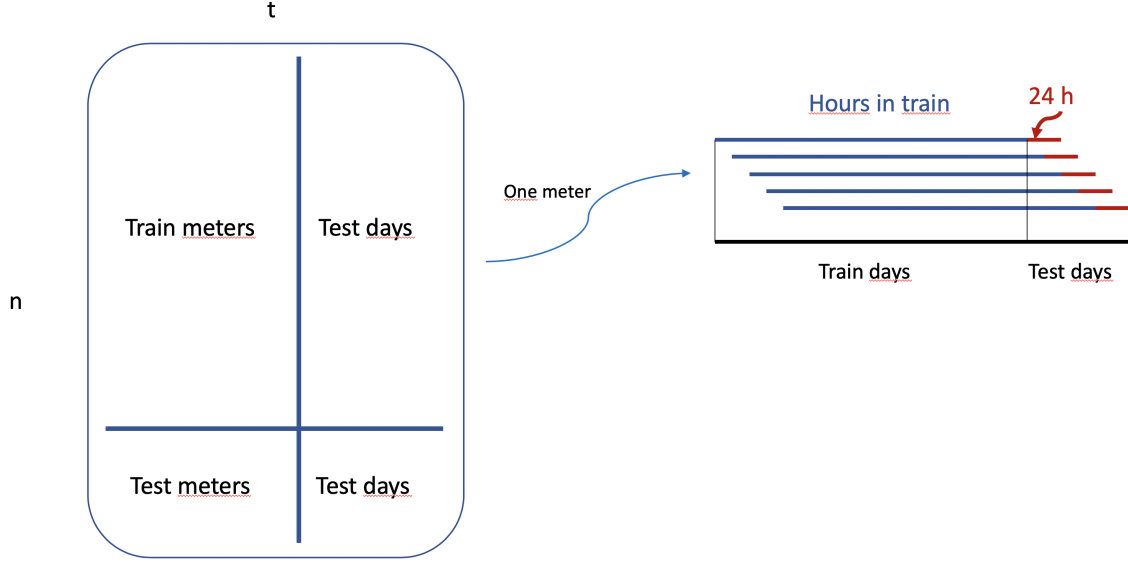 t
n
Train meters
Test days
Test meters
Test days
One meter
Hours in train
24 h
Train days
Test days